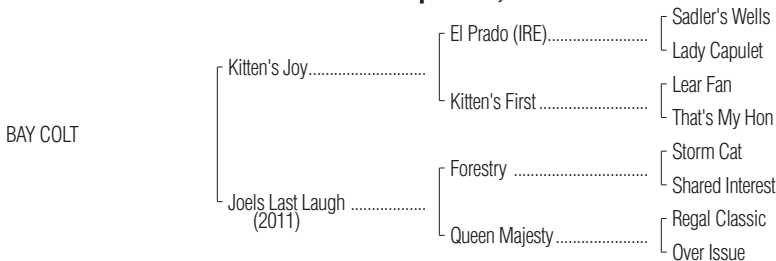 Sadler's Wells
El Prado (IRE)
Lady Capulet
Kitten's Joy
Lear Fan
Kitten's First
That's My Hon
BAY COLT
Storm Cat
Forestry
Shared Interest
Joels Last Laugh
(2011)
Regal Classic
Queen Majesty
Over Issue